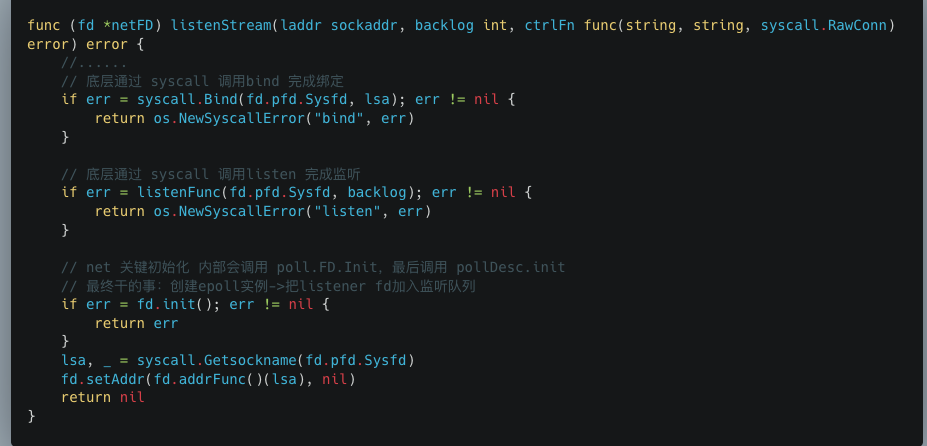 func (fd *netFD) listenStream(laddr sockaddr, backlog int, ctrlFn func(string, string, syscall.RawConn)
error) error {
    //......
    // 底层通过 syscall 调用bind 完成绑定
    if err = syscall.Bind(fd.pfd.Sysfd, lsa); err != nil {
        return os.NewSyscallError("bind", err)
    }

    // 底层通过 syscall 调用listen 完成监听
    if err = listenFunc(fd.pfd.Sysfd, backlog); err != nil {
        return os.NewSyscallError("listen", err)
    }

    // net 关键初始化 内部会调用 poll.FD.Init，最后调用 pollDesc.init
    // 最终干的事：创建epoll实例->把listener fd加入监听队列
    if err = fd.init(); err != nil {
        return err
    }
    lsa, _ = syscall.Getsockname(fd.pfd.Sysfd)
    fd.setAddr(fd.addrFunc()(lsa), nil)
    return nil
}